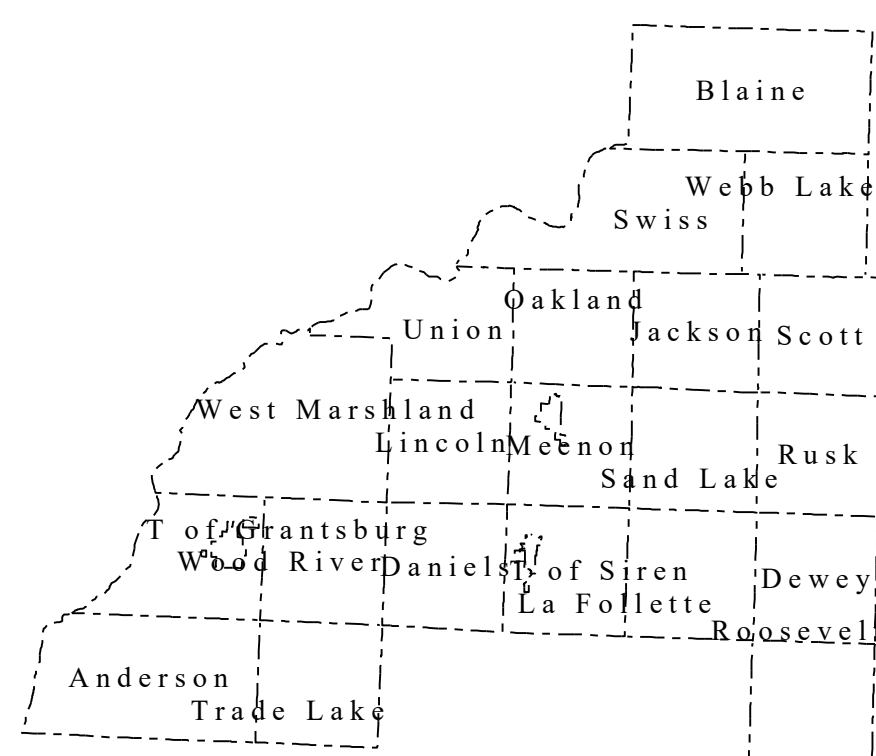 Blaine
Webb Lake
Swiss
Oakland
Union
Jackson
Scott
West Marshland
Lincoln
Meenon
Rusk
Sand Lake
T of Grantsburg
Wood River
Daniels
T of Siren
Dewey
La Follette
Roosevel
Anderson
Trade Lake